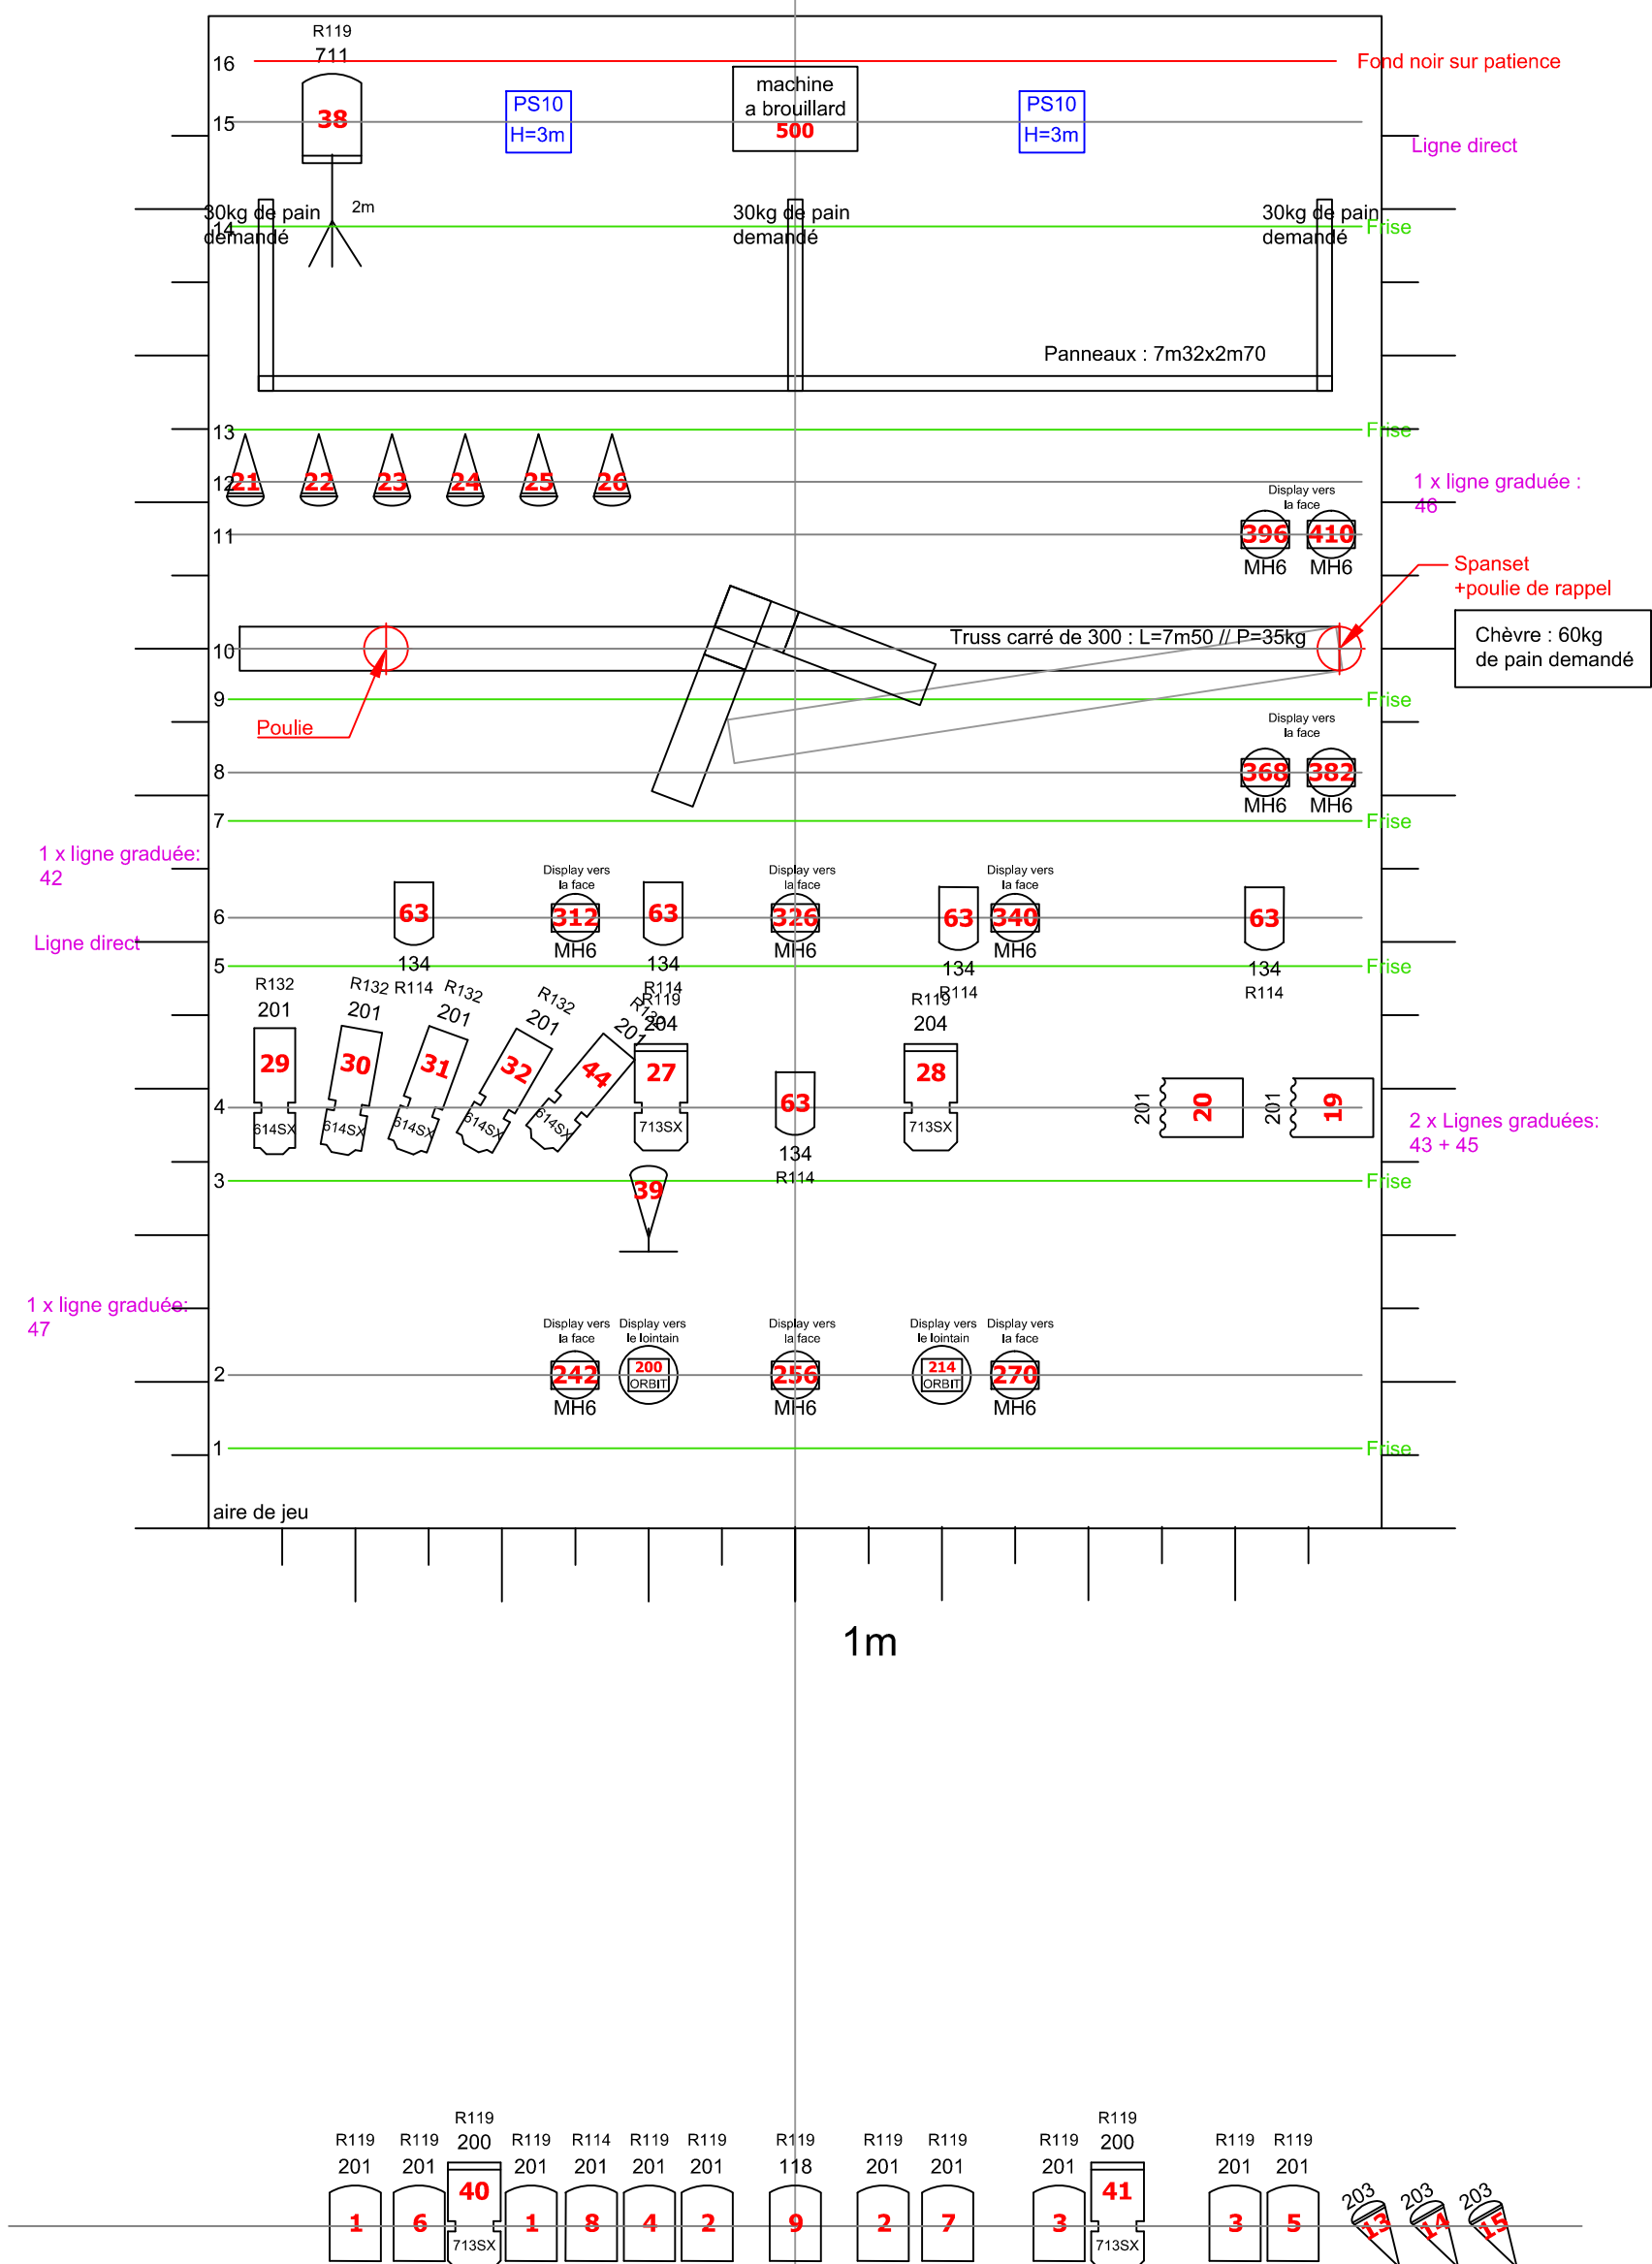 R119
711
16
Fond noir sur patience
machine
a brouillard
500
PS10
H=3m
PS10
H=3m
38
15
Ligne direct
2m
30kg de pain
demandé
30kg de pain
demandé
30kg de pain
demandé
14
Frise
Panneaux : 7m32x2m70
13
Frise
12
21
22
23
24
25
26
1 x ligne graduée :
46
Display vers
la face
11
396
410
MH6
MH6
Spanset
+poulie de rappel
Truss carré de 300 : L=7m50 // P=35kg
10
Chèvre : 60kg
de pain demandé
9
Frise
Poulie
Display vers
la face
8
368
382
MH6
MH6
7
Frise
1 x ligne graduée:
42
Display vers
la face
Display vers
la face
Display vers
la face
6
63
312
63
326
63
340
63
MH6
MH6
MH6
Ligne direct
134
R114
134
R114
134
R114
134
R114
5
Frise
R132
201
R132
201
R132
201
R132
201
R132
201
R119
204
R119
204
29
30
31
32
44
27
28
4
63
201
20
201
19
614SX
614SX
614SX
614SX
614SX
713SX
713SX
2 x Lignes graduées:
43 + 45
134
R114
3
39
Frise
1 x ligne graduée:
47
Display vers
la face
Display vers
le lointain
Display vers
la face
Display vers
le lointain
Display vers
la face
2
242
200
ORBIT
256
214
ORBIT
270
MH6
MH6
MH6
1
Frise
aire de jeu
1m
R119
201
R119
201
R119
200
R119
201
R114
201
R119
201
R119
201
R119
118
R119
201
R119
201
R119
201
R119
200
R119
201
R119
201
203
203
203
1
6
40
1
8
4
2
9
2
7
3
41
3
5
13
14
15
713SX
713SX